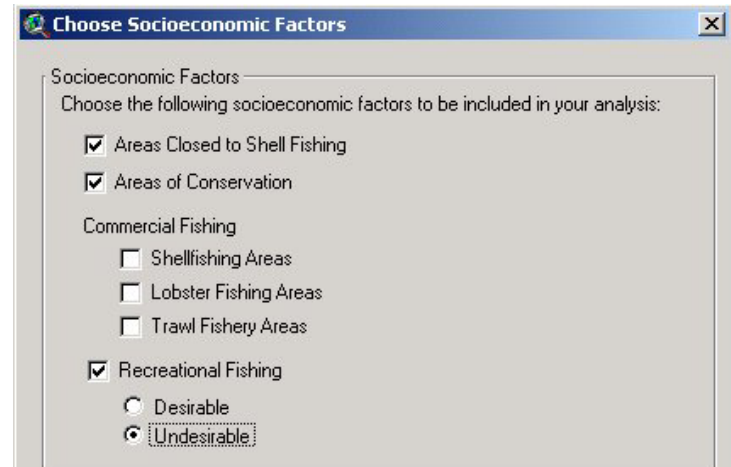 Choose Socioeconomic Factors
Socioeconomic Factors
Choose the following socioeconomic factors to be included in your analysis:
Areas Closed to Shell Fishing
Areas of Conservation
Commercial Fishing
Shellfishing Areas
Lobster Fishing Areas
Trawl Fishery Areas
Recreational Fishing
Desirable
Undesirable